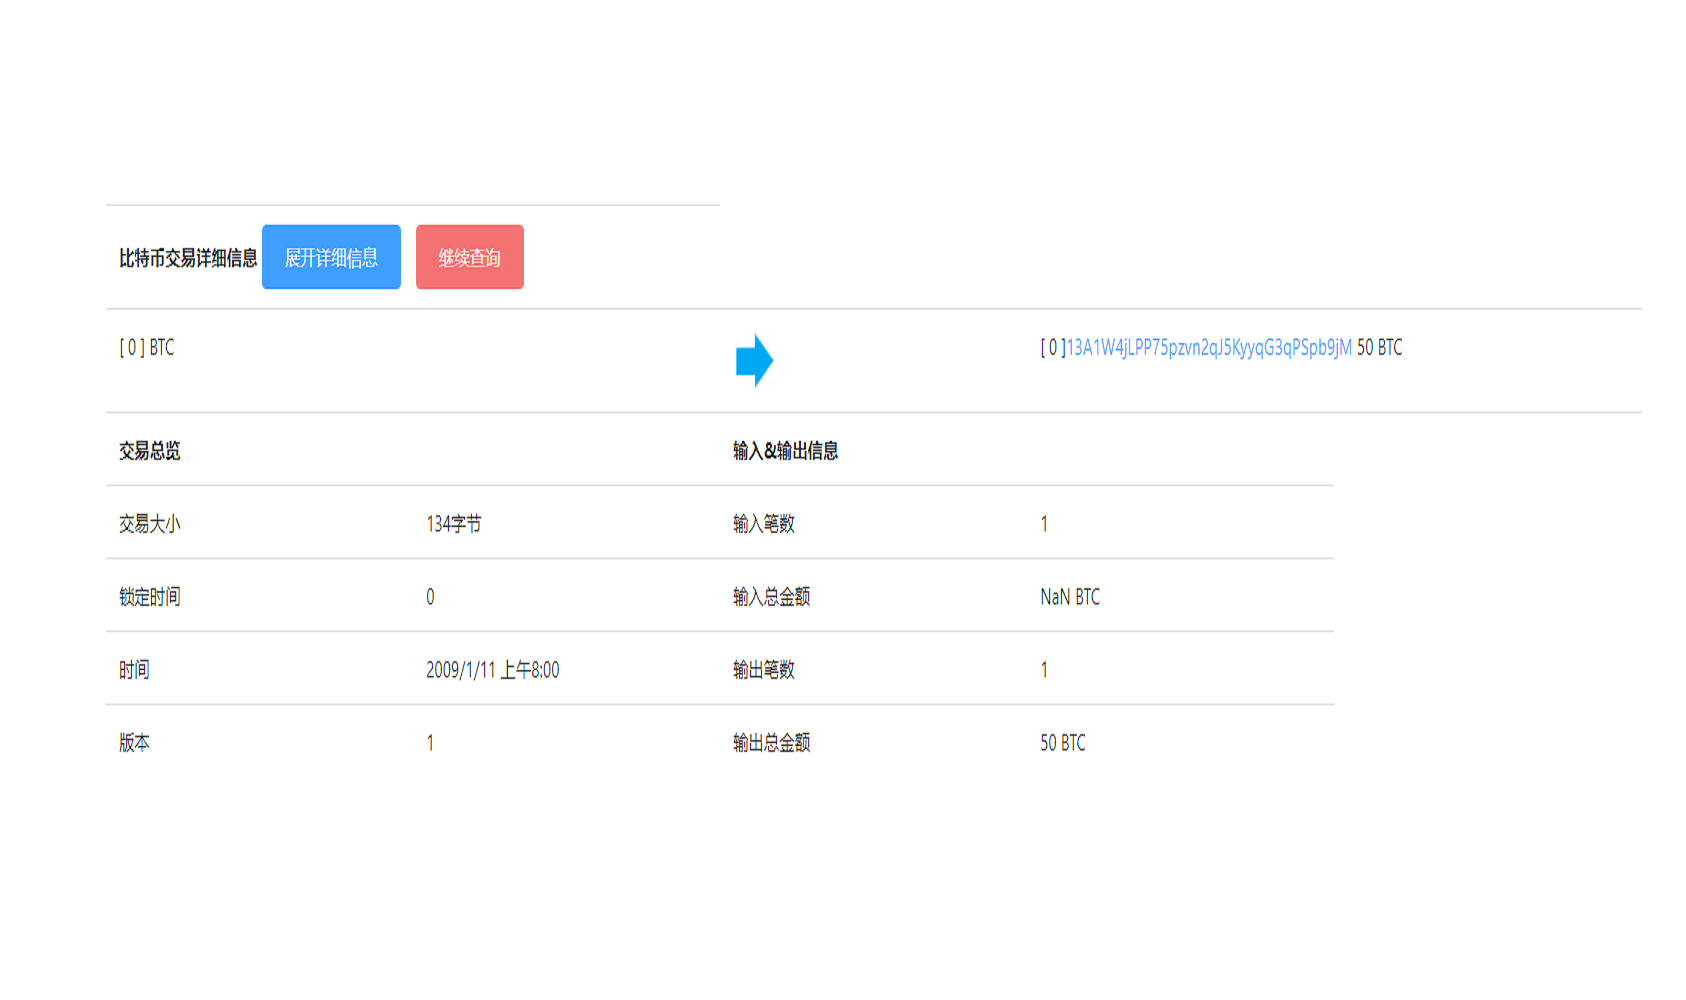 比特币交易详细信息 展开详细信息 继续查询
[ 0 ] BTC [ 0 ]13A1W4jLPP75pzvn2qJ5KyyqG3qPSpb9jM 50 BTC
交易总览 输入&输出信息
交易大小 134字节 输入笔数 1
锁定时间 0 输入总金额 NaN BTC
时间 2009/1/11 上午8:00 输出笔数 1
版本 1 输出总金额 50 BTC